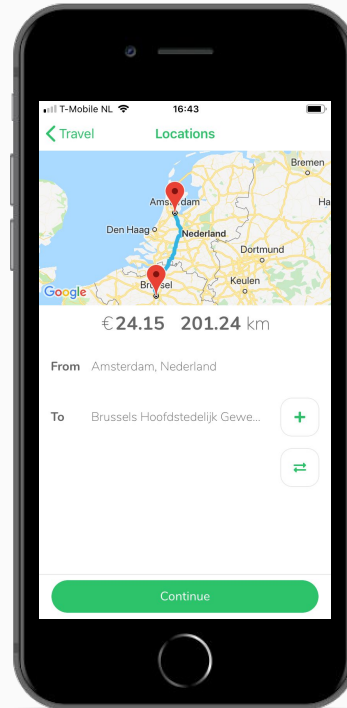 T-Mobile NL 16:43
Travel Locations
Bremen
Amsterdam
Den Haag
Nederland
Dortmund
Brussel
Keulen
Google
€24.15 201.24 km
From Amsterdam, Nederland
To Brussels Hoofdstedelijk Gewe...
Continue